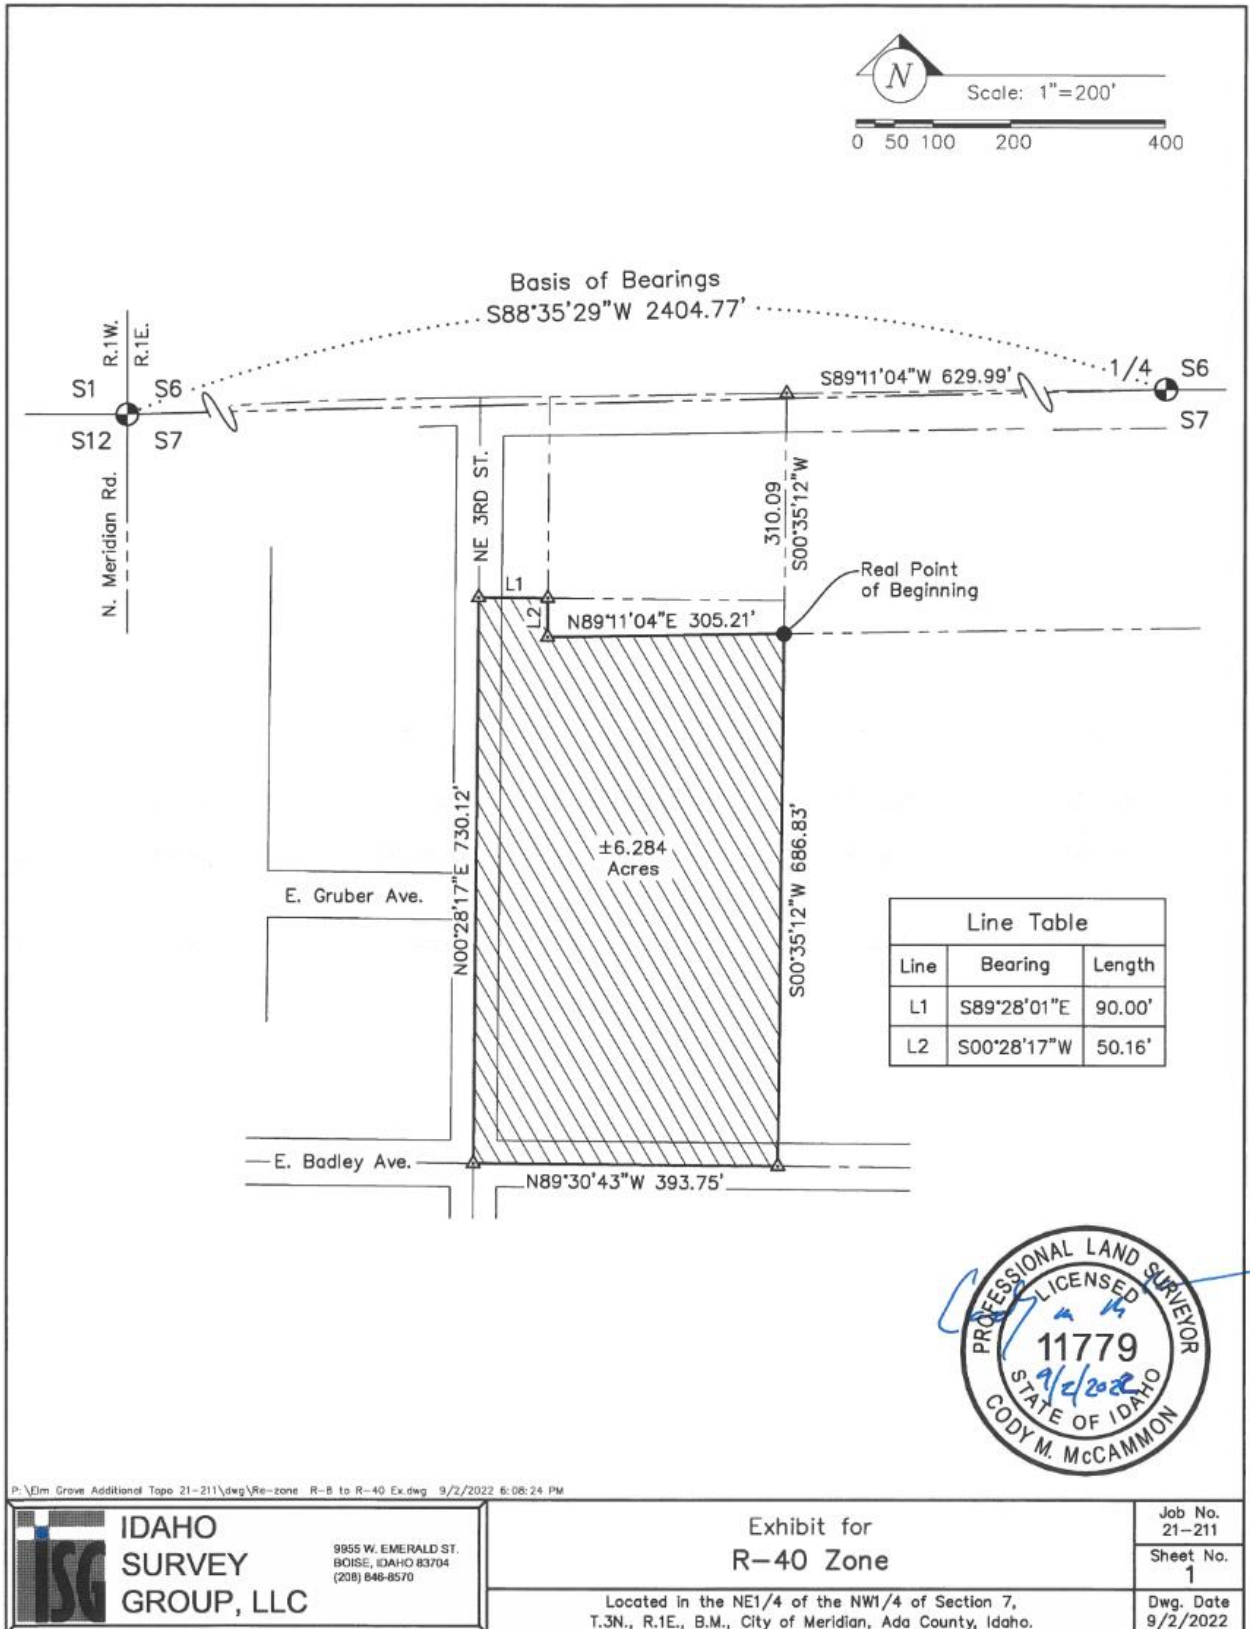 N
Scale: 1"=200'
0 50 100 200 400
Basis of Bearings
S88°35'29"W 2404.77'
R.1W.
R.1E.
S1 S6
S12 S7
S89°11'04"W 629.99'
1/4 S6
S7
N. Meridian Rd.
NE 3RD ST.
310.09
S00°35'12"W
Real Point
of Beginning
L1
L2
N89°11'04"E 305.21'
N00°28'17"E 730.12'
±6.284
Acres
S00°35'12"W 686.83'
E. Gruber Ave.
Line Table
Line Bearing Length
L1 S89°28'01"E 90.00'
L2 S00°28'17"W 50.16'
E. Badley Ave.
N89°30'43"W 393.75'
PROFESSIONAL LAND SURVEYOR
LICENSED
11779
9/2/2022
STATE OF IDAHO
CODY M. McCAMMON
P:\Elm Grove Additional Topo 21-211\dwg\Re-zone R-8 to R-40 Ex.dwg 9/2/2022 6:08:24 PM
ISG
IDAHO
SURVEY
GROUP, LLC
9955 W. EMERALD ST.
BOISE, IDAHO 83704
(208) 846-8570
Exhibit for
R-40 Zone
Located in the NE1/4 of the NW1/4 of Section 7,
T.3N., R.1E., B.M., City of Meridian, Ada County, Idaho.
Job No.
21-211
Sheet No.
1
Dwg. Date
9/2/2022